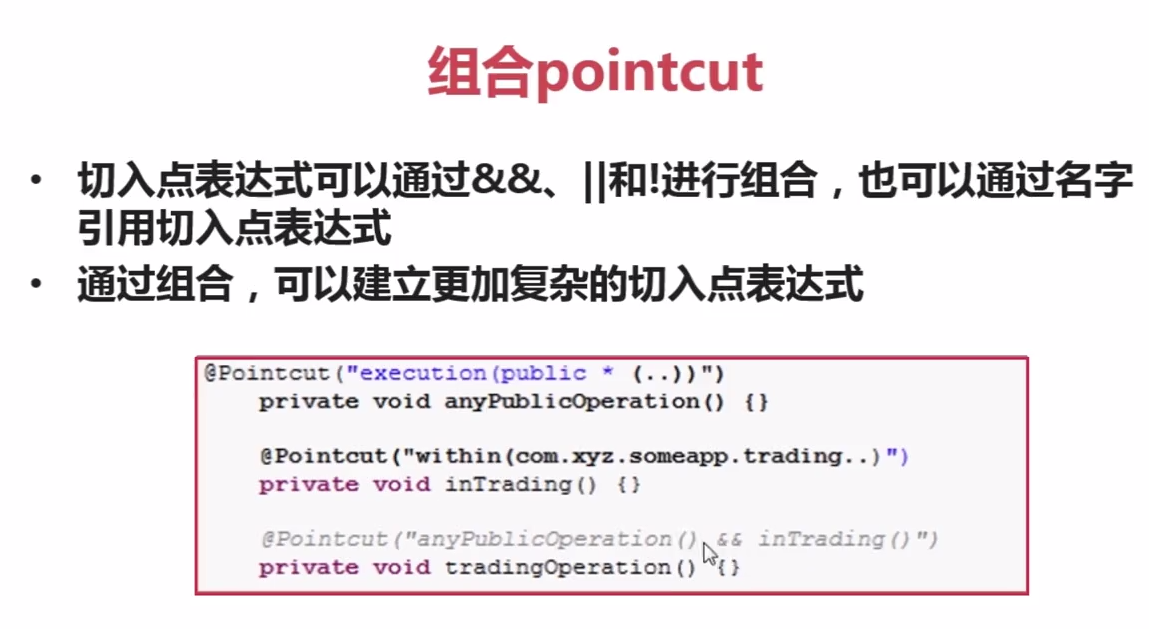 组合pointcut
• 切入点表达式可以通过&&、||和!进行组合，也可以通过名字
引用切入点表达式
• 通过组合，可以建立更加复杂的切入点表达式
@Pointcut("execution(public * (..))")
private void anyPublicOperation() {}
@Pointcut("within(com.xyz.someapp.trading..)")
private void inTrading() {}
@Pointcut("anyPublicOperation() && inTrading()")
private void tradingOperation() {}